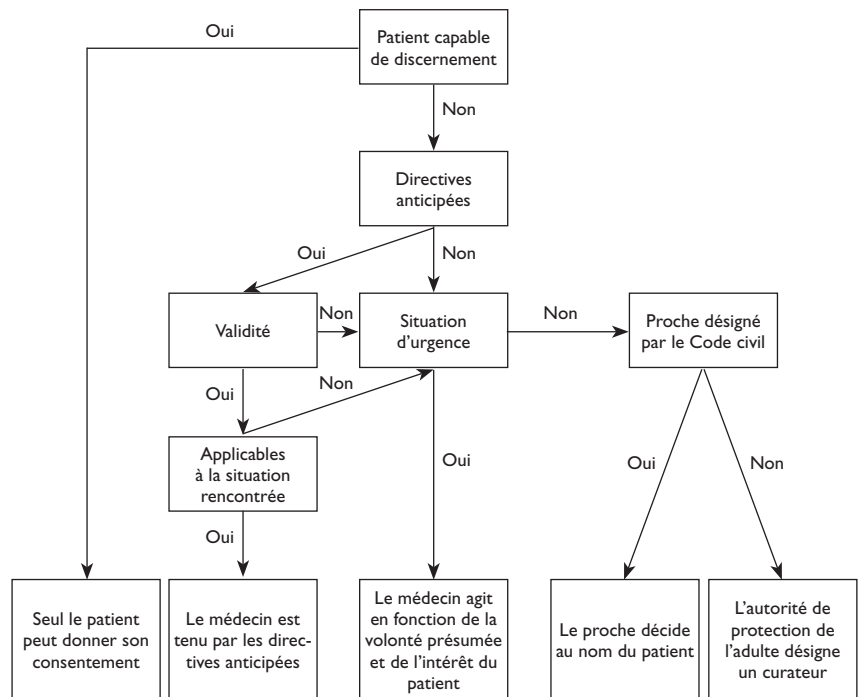 Oui
Patient capable
de discernement
Non
Directives
anticipées
Oui
Non
Validité
Non
Situation
d'urgence
Non
Proche désigné
par le Code civil
Oui
Non
Applicables
à la situation
rencontrée
Oui
Oui
Non
Oui
Seul le patient
peut donner son
consentement
Le médecin est
tenu par les direc-
tives anticipées
Le médecin agit
en fonction de la
volonté présumée
et de l'intérêt du
patient
Le proche décide
au nom du patient
L'autorité de
protection de
l'adulte désigne
un curateur